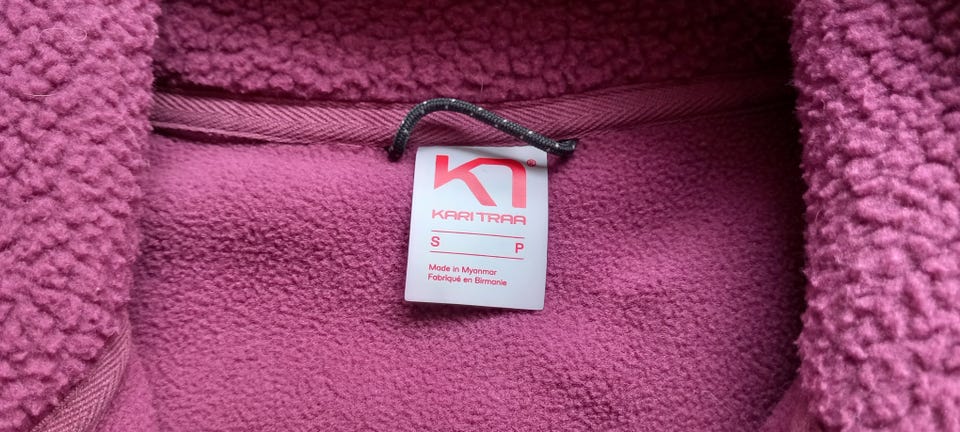 KARI TRAA
S P
Made in Myanmar
Fabriqué en Birmanie